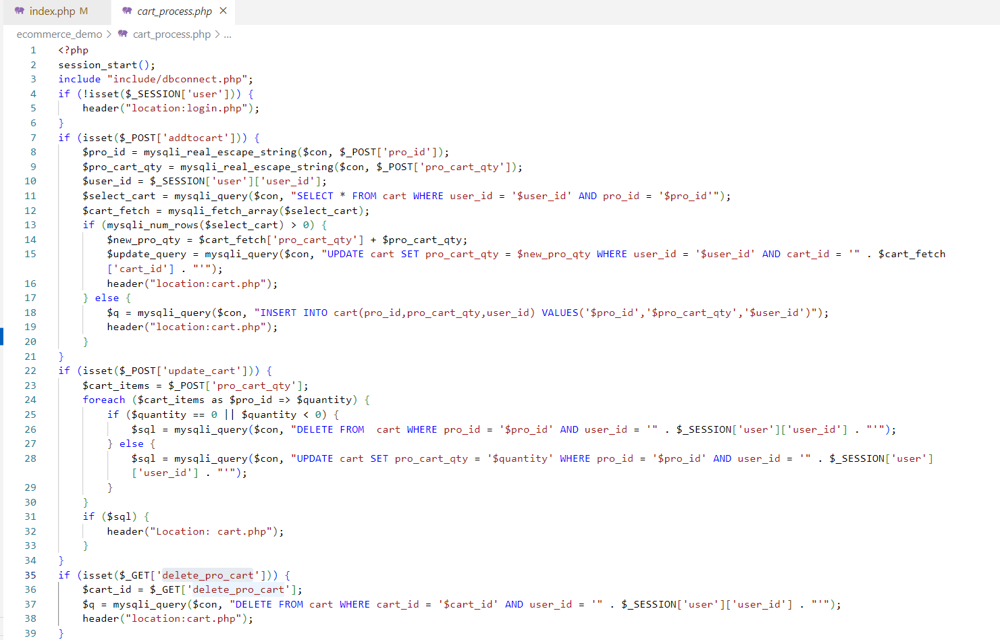 index.php M cart_process.php ×
ecommerce_demo > cart_process.php > ...
1 <?php
2 session_start();
3 include "include/dbconnect.php";
4 if (!isset($_SESSION['user'])) {
5     header("location:login.php");
6 }
7 if (isset($_POST['addtocart'])) {
8     $pro_id = mysqli_real_escape_string($con, $_POST['pro_id']);
9     $pro_cart_qty = mysqli_real_escape_string($con, $_POST['pro_cart_qty']);
10     $user_id = $_SESSION['user']['user_id'];
11     $select_cart = mysqli_query($con, "SELECT * FROM cart WHERE user_id = '$user_id' AND pro_id = '$pro_id'");
12     $cart_fetch = mysqli_fetch_array($select_cart);
13     if (mysqli_num_rows($select_cart) > 0) {
14         $new_pro_qty = $cart_fetch['pro_cart_qty'] + $pro_cart_qty;
15         $update_query = mysqli_query($con, "UPDATE cart SET pro_cart_qty = $new_pro_qty WHERE user_id = '$user_id' AND cart_id = '" . $cart_fetch
['cart_id'] . "'");
16         header("location:cart.php");
17     } else {
18         $q = mysqli_query($con, "INSERT INTO cart(pro_id,pro_cart_qty,user_id) VALUES('$pro_id','$pro_cart_qty','$user_id')");
19         header("location:cart.php");
20     }
21 }
22 if (isset($_POST['update_cart'])) {
23     $cart_items = $_POST['pro_cart_qty'];
24     foreach ($cart_items as $pro_id => $quantity) {
25         if ($quantity == 0 || $quantity < 0) {
26             $sql = mysqli_query($con, "DELETE FROM  cart WHERE pro_id = '$pro_id' AND user_id = '" . $_SESSION['user']['user_id'] . "'");
27         } else {
28             $sql = mysqli_query($con, "UPDATE cart SET pro_cart_qty = '$quantity' WHERE pro_id = '$pro_id' AND user_id = '" . $_SESSION['user']
['user_id'] . "'");
29         }
30     }
31     if ($sql) {
32         header("Location: cart.php");
33     }
34 }
35 if (isset($_GET['delete_pro_cart'])) {
36     $cart_id = $_GET['delete_pro_cart'];
37     $q = mysqli_query($con, "DELETE FROM cart WHERE cart_id = '$cart_id' AND user_id = '" . $_SESSION['user']['user_id'] . "'");
38     header("location:cart.php");
39 }